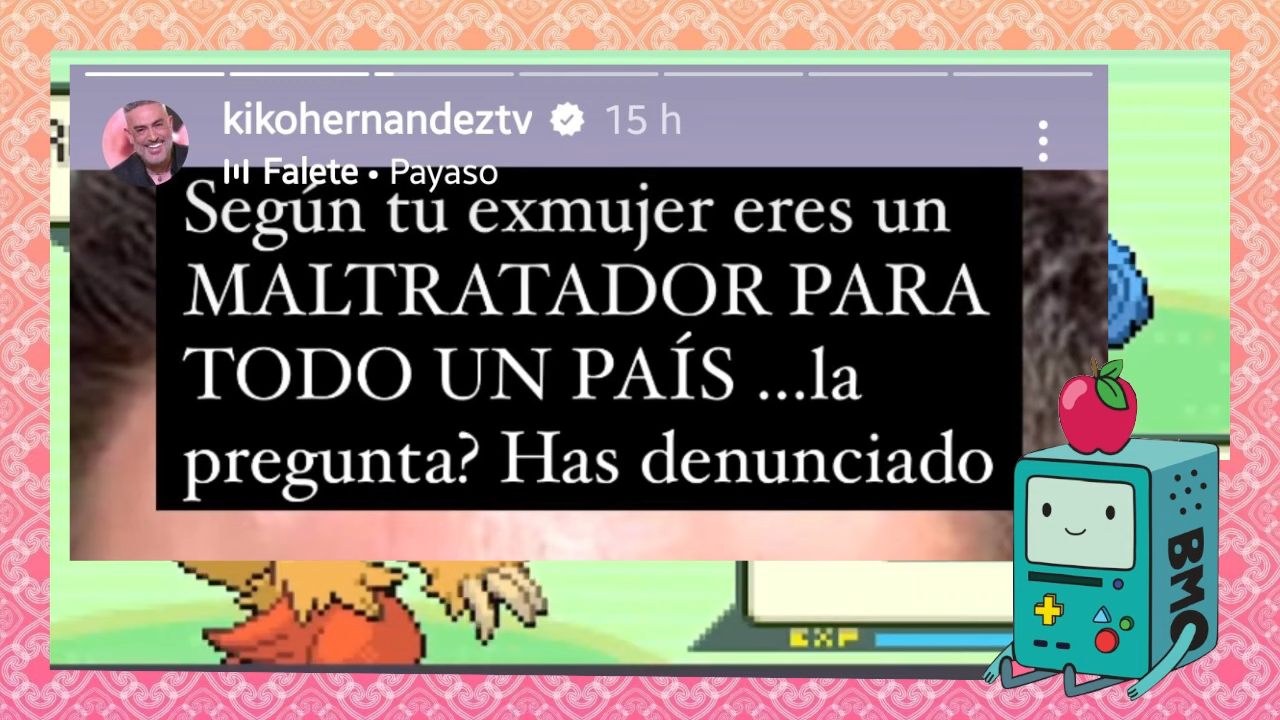 kikohernandeztv 15 h
Falete • Payaso
Según tu exmujer eres un
MALTRATADOR PARA
TODO UN PAÍS ...la
pregunta? Has denunciado
EXP
BMO